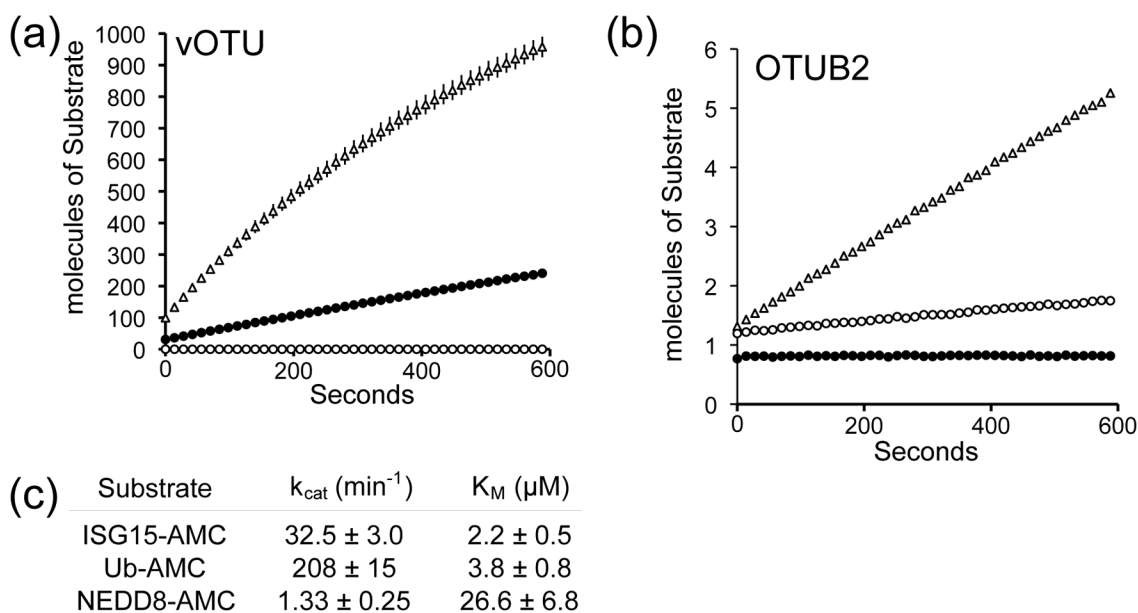 (a)
vOTU
molecules of Substrate
1000
900
800
700
600
500
400
300
200
100
0
0 200 400 600
Seconds
(b)
OTUB2
molecules of Substrate
6
5
4
3
2
1
0
0 200 400 600
Seconds
(c)
Substrate kcat (min⁻¹) KM (µM)
ISG15-AMC 32.5 ± 3.0 2.2 ± 0.5
Ub-AMC 208 ± 15 3.8 ± 0.8
NEDD8-AMC 1.33 ± 0.25 26.6 ± 6.8